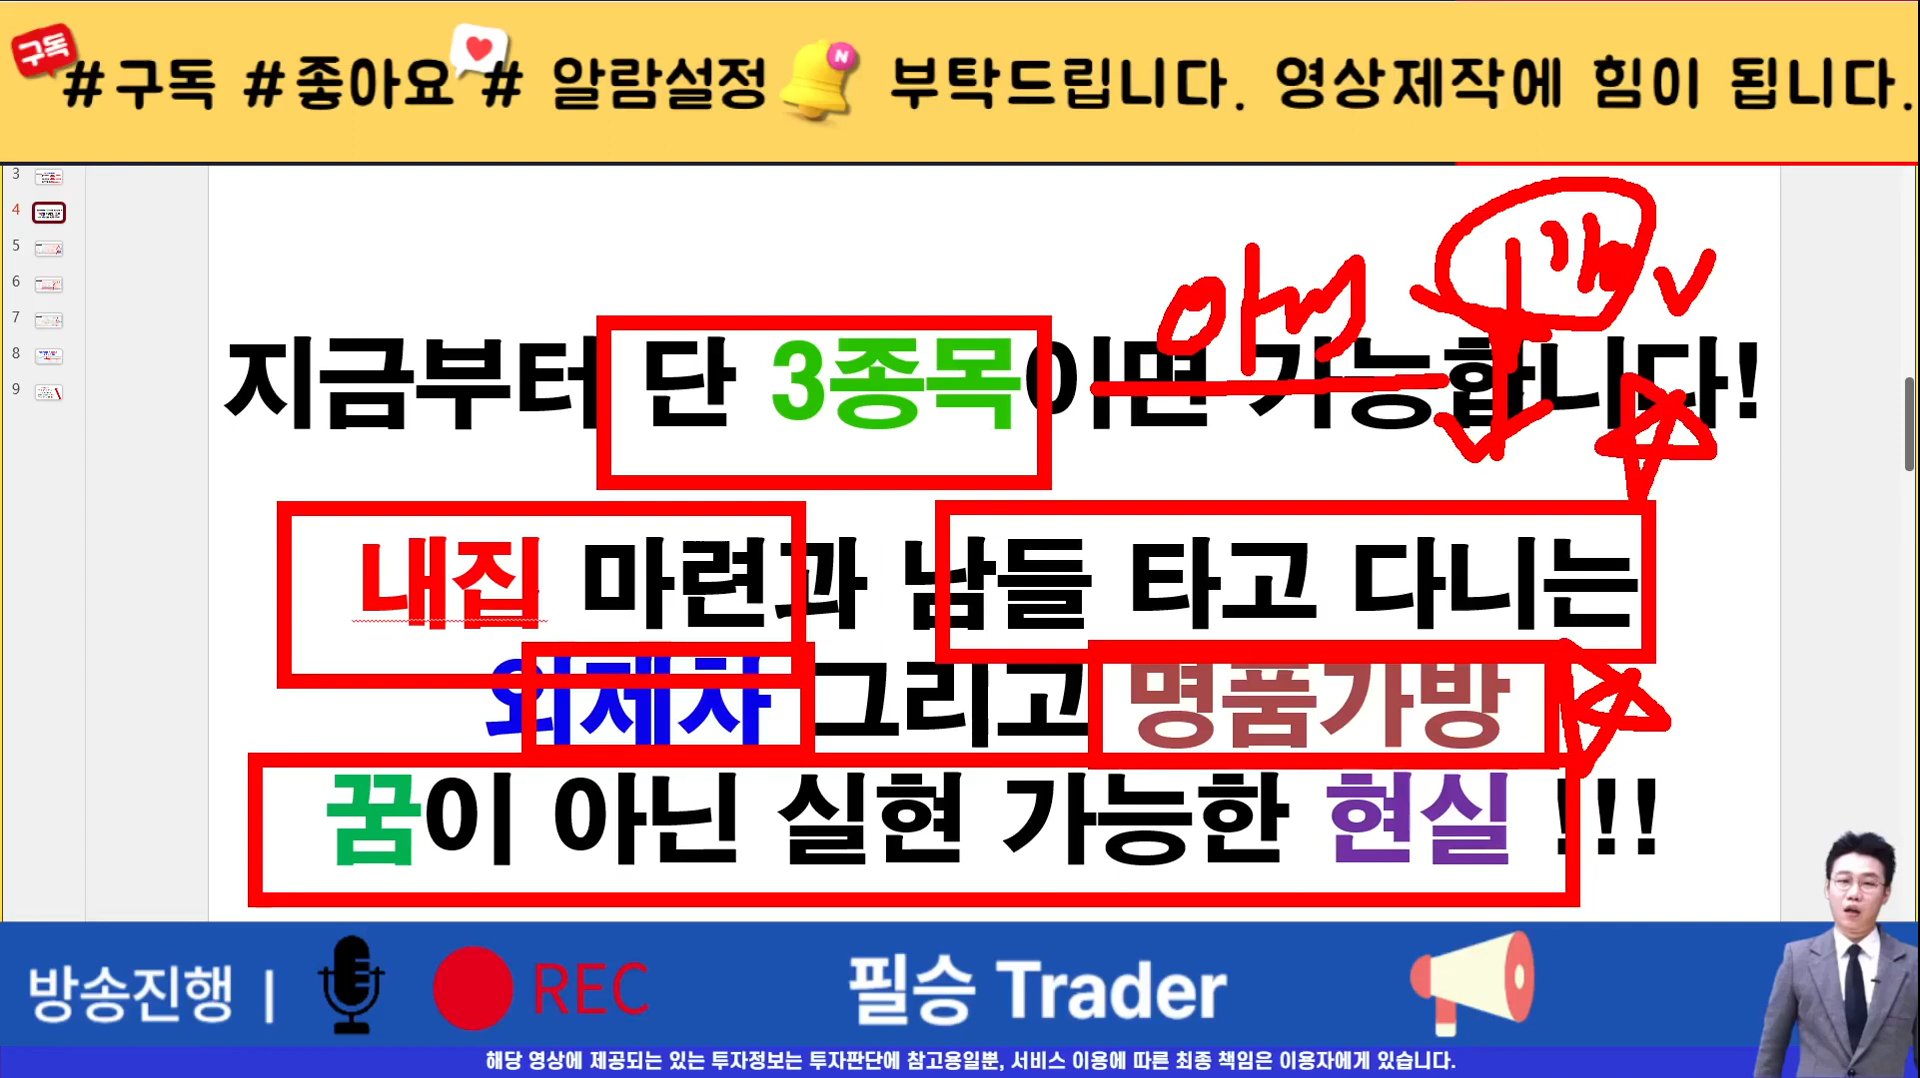 구독
#구독 #좋아요 # 알람설정 N 부탁드립니다. 영상제작에 힘이 됩니다.
3
4
5
6
7
8
9
지금부터 단 3종목이면 가능합니다!
내집 마련과 남들 타고 다니는
외제차 그리고 명품가방
꿈이 아닌 실현 가능한 현실 !!!
방송진행 | REC 필승 Trader
해당 영상에 제공되는 있는 투자정보는 투자판단에 참고용일뿐, 서비스 이용에 따른 최종 책임은 이용자에게 있습니다.